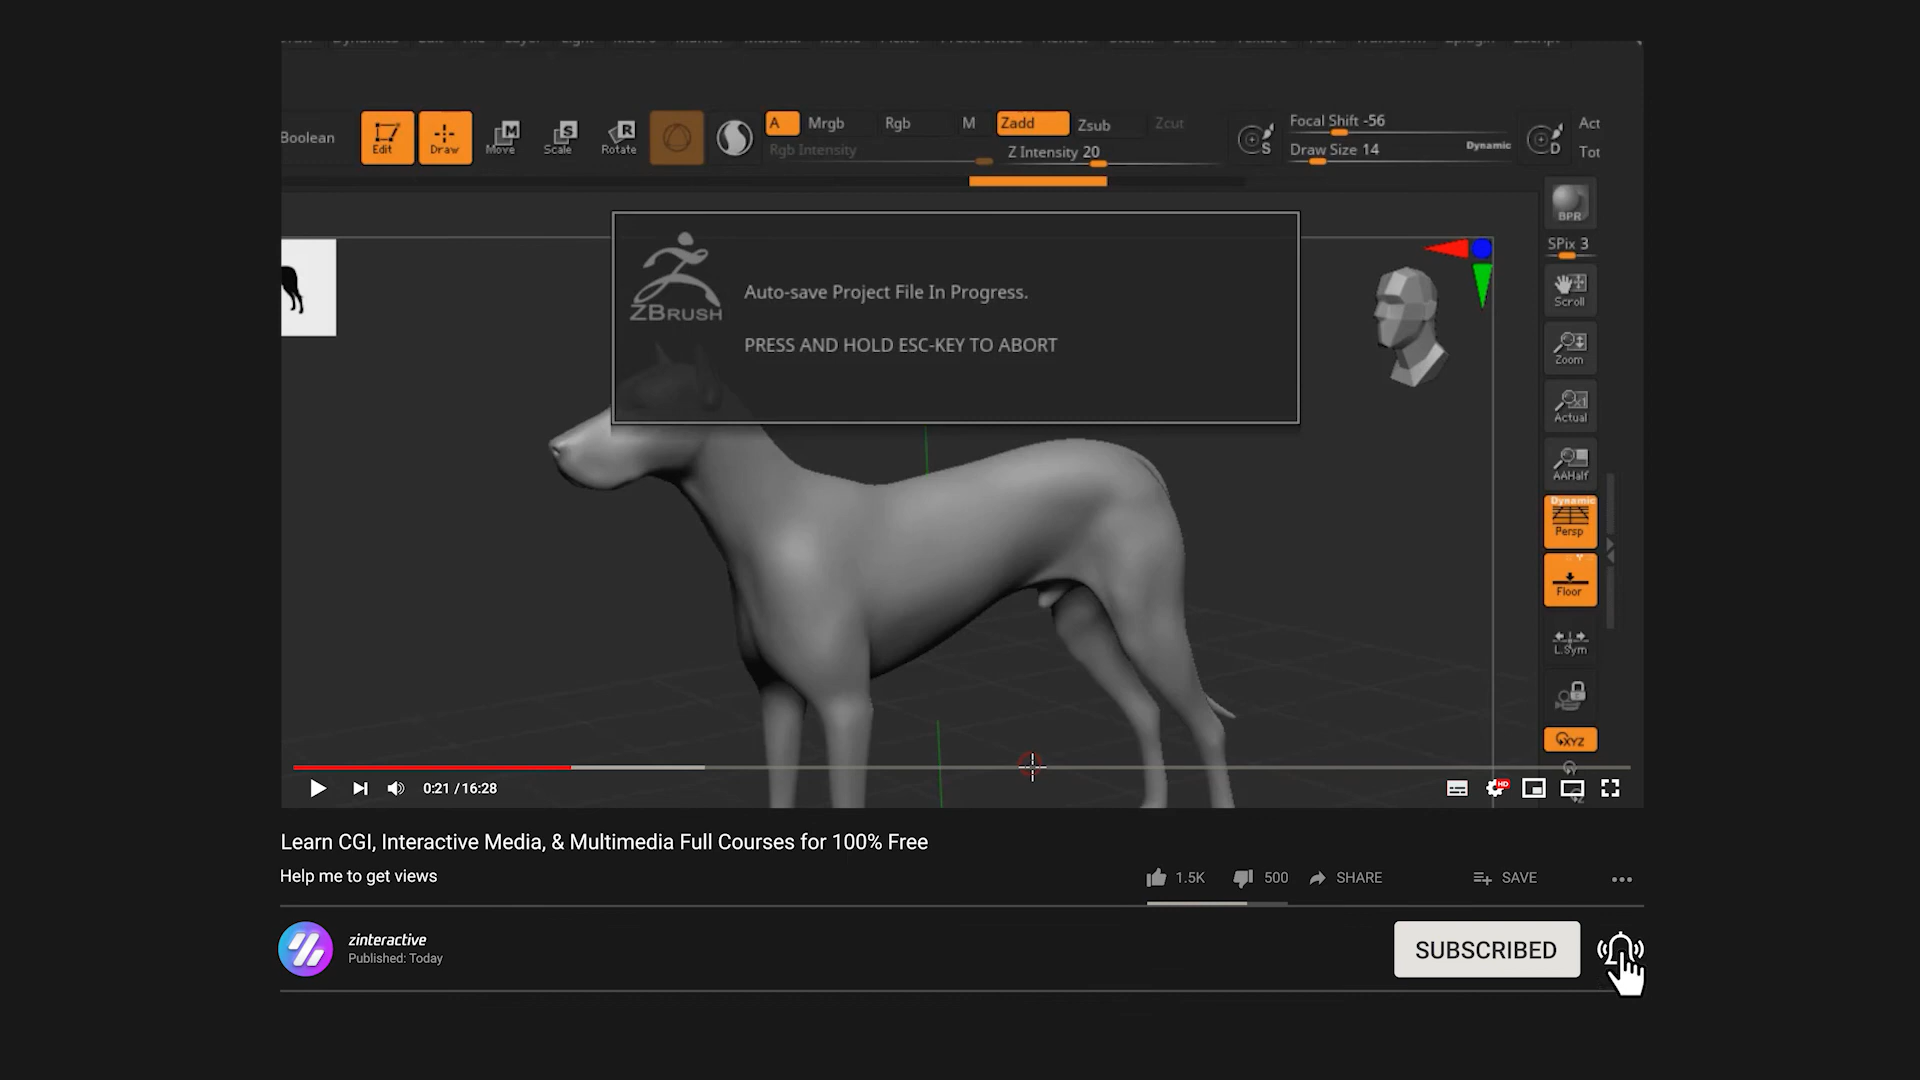 Boolean
Edit
Draw
M
Move
S
Scale
R
Rotate
A
Mrgb
Rgb
M
Zadd
Zsub
Zcut
Rgb Intensity
Z Intensity 20
S
Focal Shift -56
Draw Size 14
Dynamic
D
Act
Tot
BPR
SPix 3
Scroll
Zoom
Actual
AAHalf
Dynamic
Persp
Floor
L.Sym
XYZ
ZBRUSH
Auto-save Project File In Progress.
PRESS AND HOLD ESC-KEY TO ABORT
0:21 / 16:28
HD
Learn CGI, Interactive Media, & Multimedia Full Courses for 100% Free
Help me to get views
1.5K
500
SHARE
SAVE
zinteractive
Published: Today
SUBSCRIBED